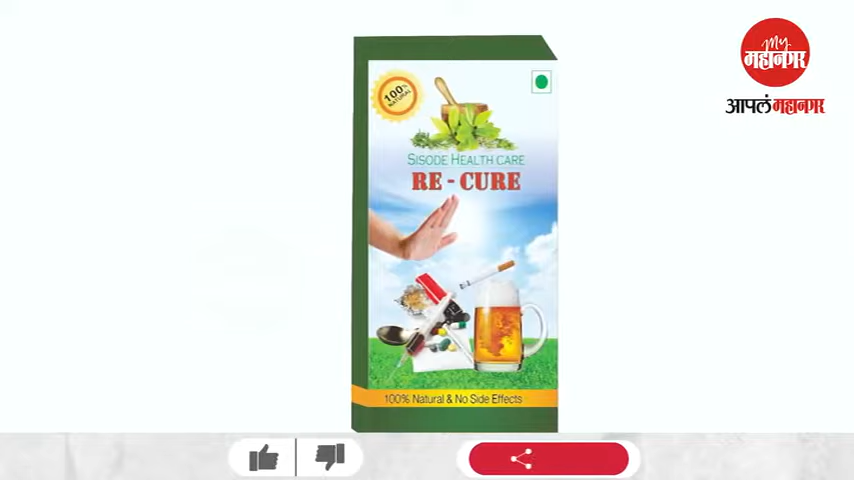 My
महानगर
आपलं महानगर
100%
NATURAL
SISODE HEALTH CARE
RE - CURE
100% Natural & No Side Effects